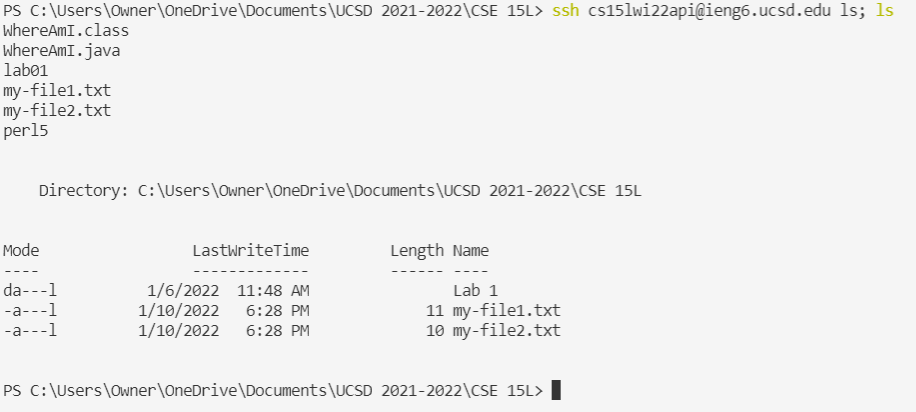 PS C:\Users\Owner\OneDrive\Documents\UCSD 2021-2022\CSE 15L> ssh cs15lwi22api@ieng6.ucsd.edu ls; ls
WhereAmI.class
WhereAmI.java
lab01
my-file1.txt
my-file2.txt
perl5
    Directory: C:\Users\Owner\OneDrive\Documents\UCSD 2021-2022\CSE 15L
Mode                 LastWriteTime         Length Name
----                 -------------         ------ ----
da---l          1/6/2022  11:48 AM                Lab 1
-a---l         1/10/2022   6:28 PM             11 my-file1.txt
-a---l         1/10/2022   6:28 PM             10 my-file2.txt
PS C:\Users\Owner\OneDrive\Documents\UCSD 2021-2022\CSE 15L>